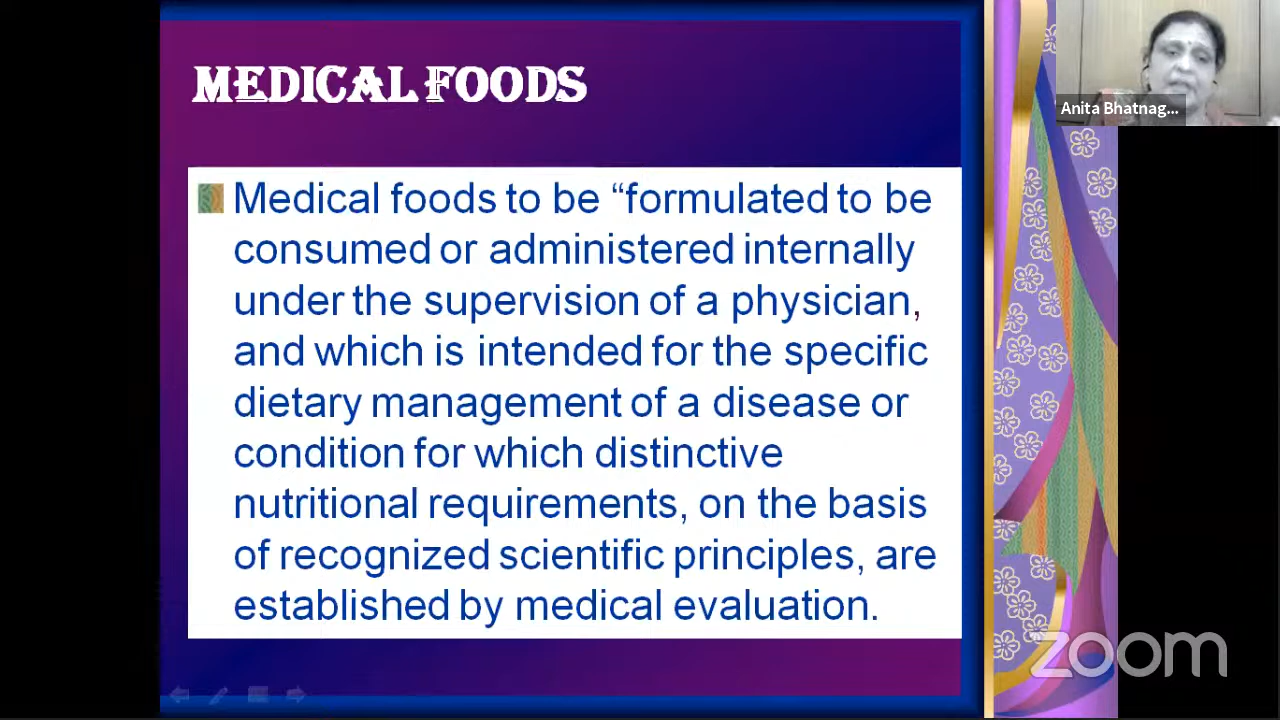 MEDICAL FOODS
Anita Bhatnag...
Medical foods to be “formulated to be
consumed or administered internally
under the supervision of a physician,
and which is intended for the specific
dietary management of a disease or
condition for which distinctive
nutritional requirements, on the basis
of recognized scientific principles, are
established by medical evaluation.
zoom